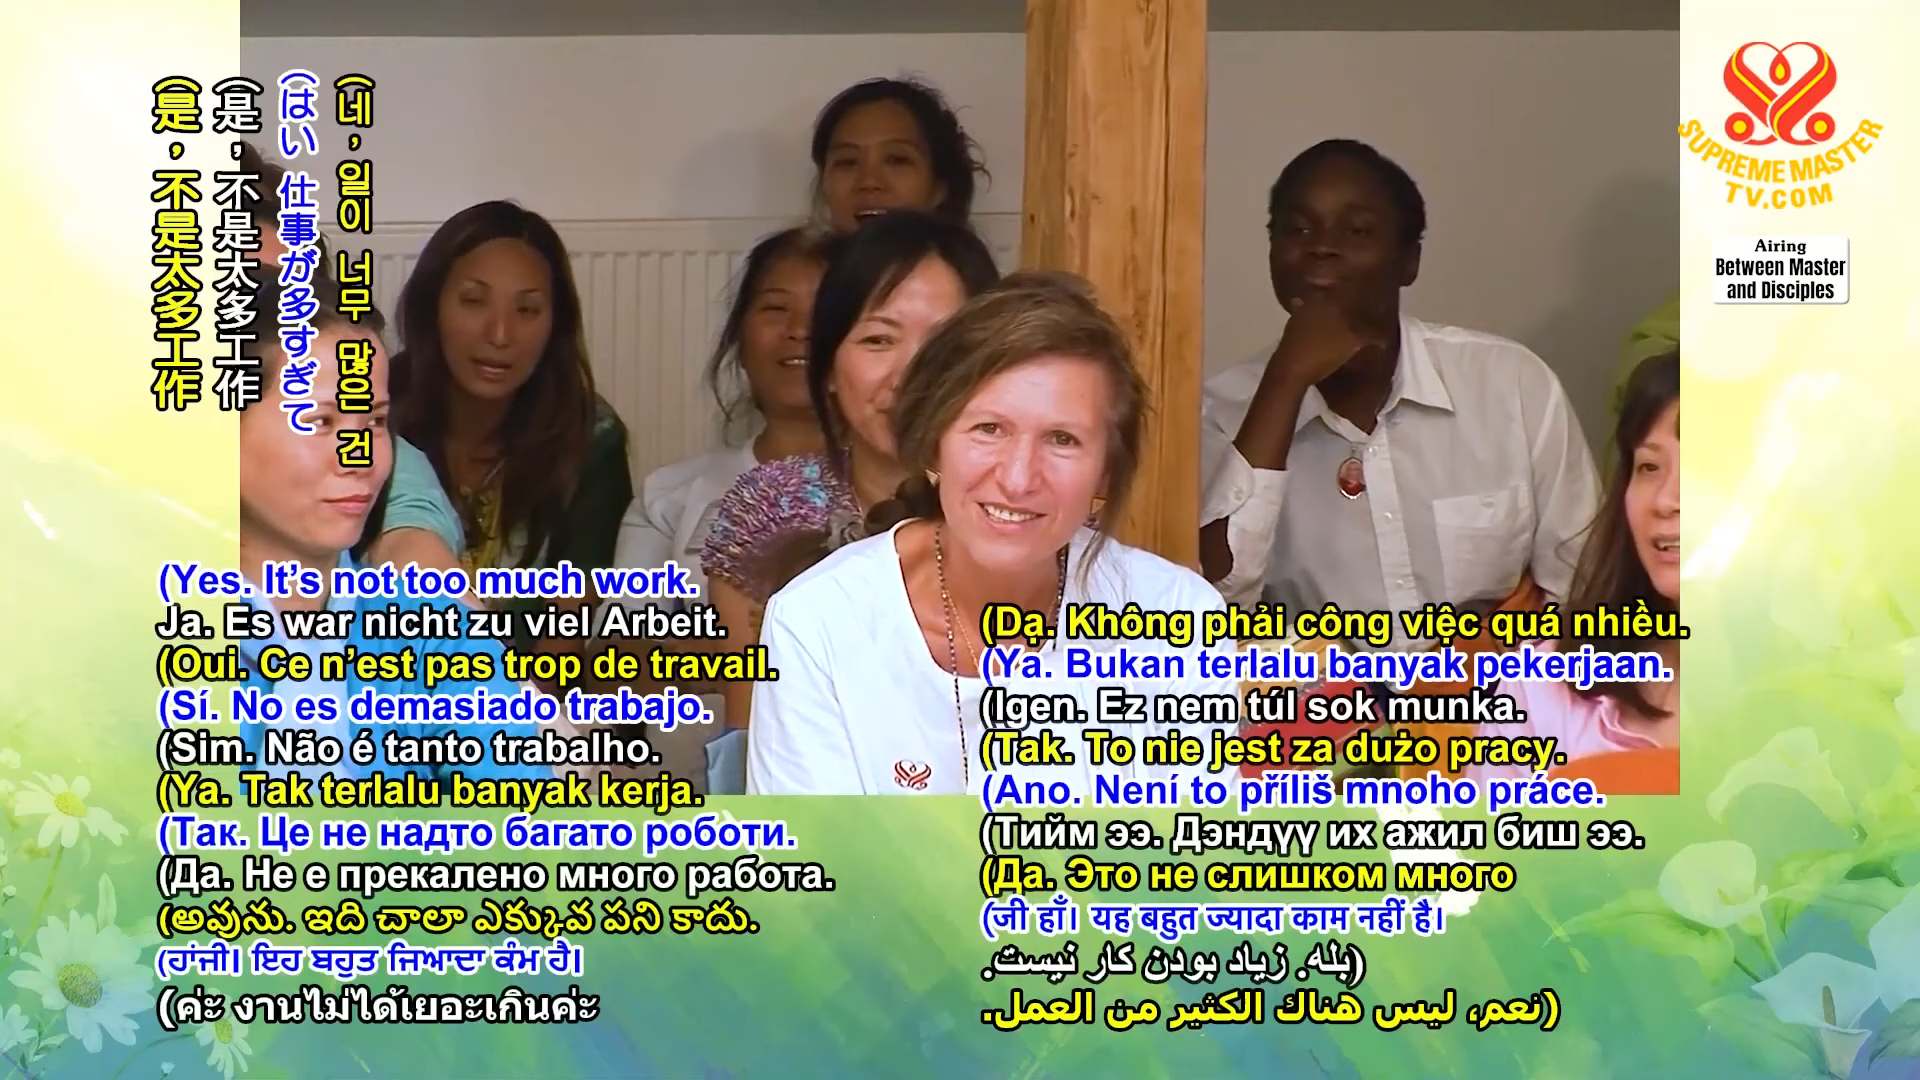 (是，不是太多工作
(是，不是太多工作
(はい 仕事が多すぎて
(네, 일이 너무 많은 건
SUPREME MASTER
TV.COM
Airing
Between Master
and Disciples
(Yes. It’s not too much work.
Ja. Es war nicht zu viel Arbeit.
(Oui. Ce n’est pas trop de travail.
(Sí. No es demasiado trabajo.
(Sim. Não é tanto trabalho.
(Ya. Tak terlalu banyak kerja.
(Так. Це не надто багато роботи.
(Да. Не е прекалено много работа.
(అవును. ఇది చాలా ఎక్కువ పని కాదు.
(ਹਾਂਜੀ। ਇਹ ਬਹੁਤ ਜਿਆਦਾ ਕੰਮ ਹੈ।
(ค่ะ งานไม่ได้เยอะเกินค่ะ
(Dạ. Không phải công việc quá nhiều.
(Ya. Bukan terlalu banyak pekerjaan.
(Igen. Ez nem túl sok munka.
(Tak. To nie jest za dużo pracy.
(Ano. Není to příliš mnoho práce.
(Тийм ээ. Дэндүү их ажил биш ээ.
(Да. Это не слишком много
(जी हाँ। यह बहुत ज्यादा काम नहीं है।
(بله. زیاد بودن کار نیست.
(نعم، ليس هناك الكثير من العمل.